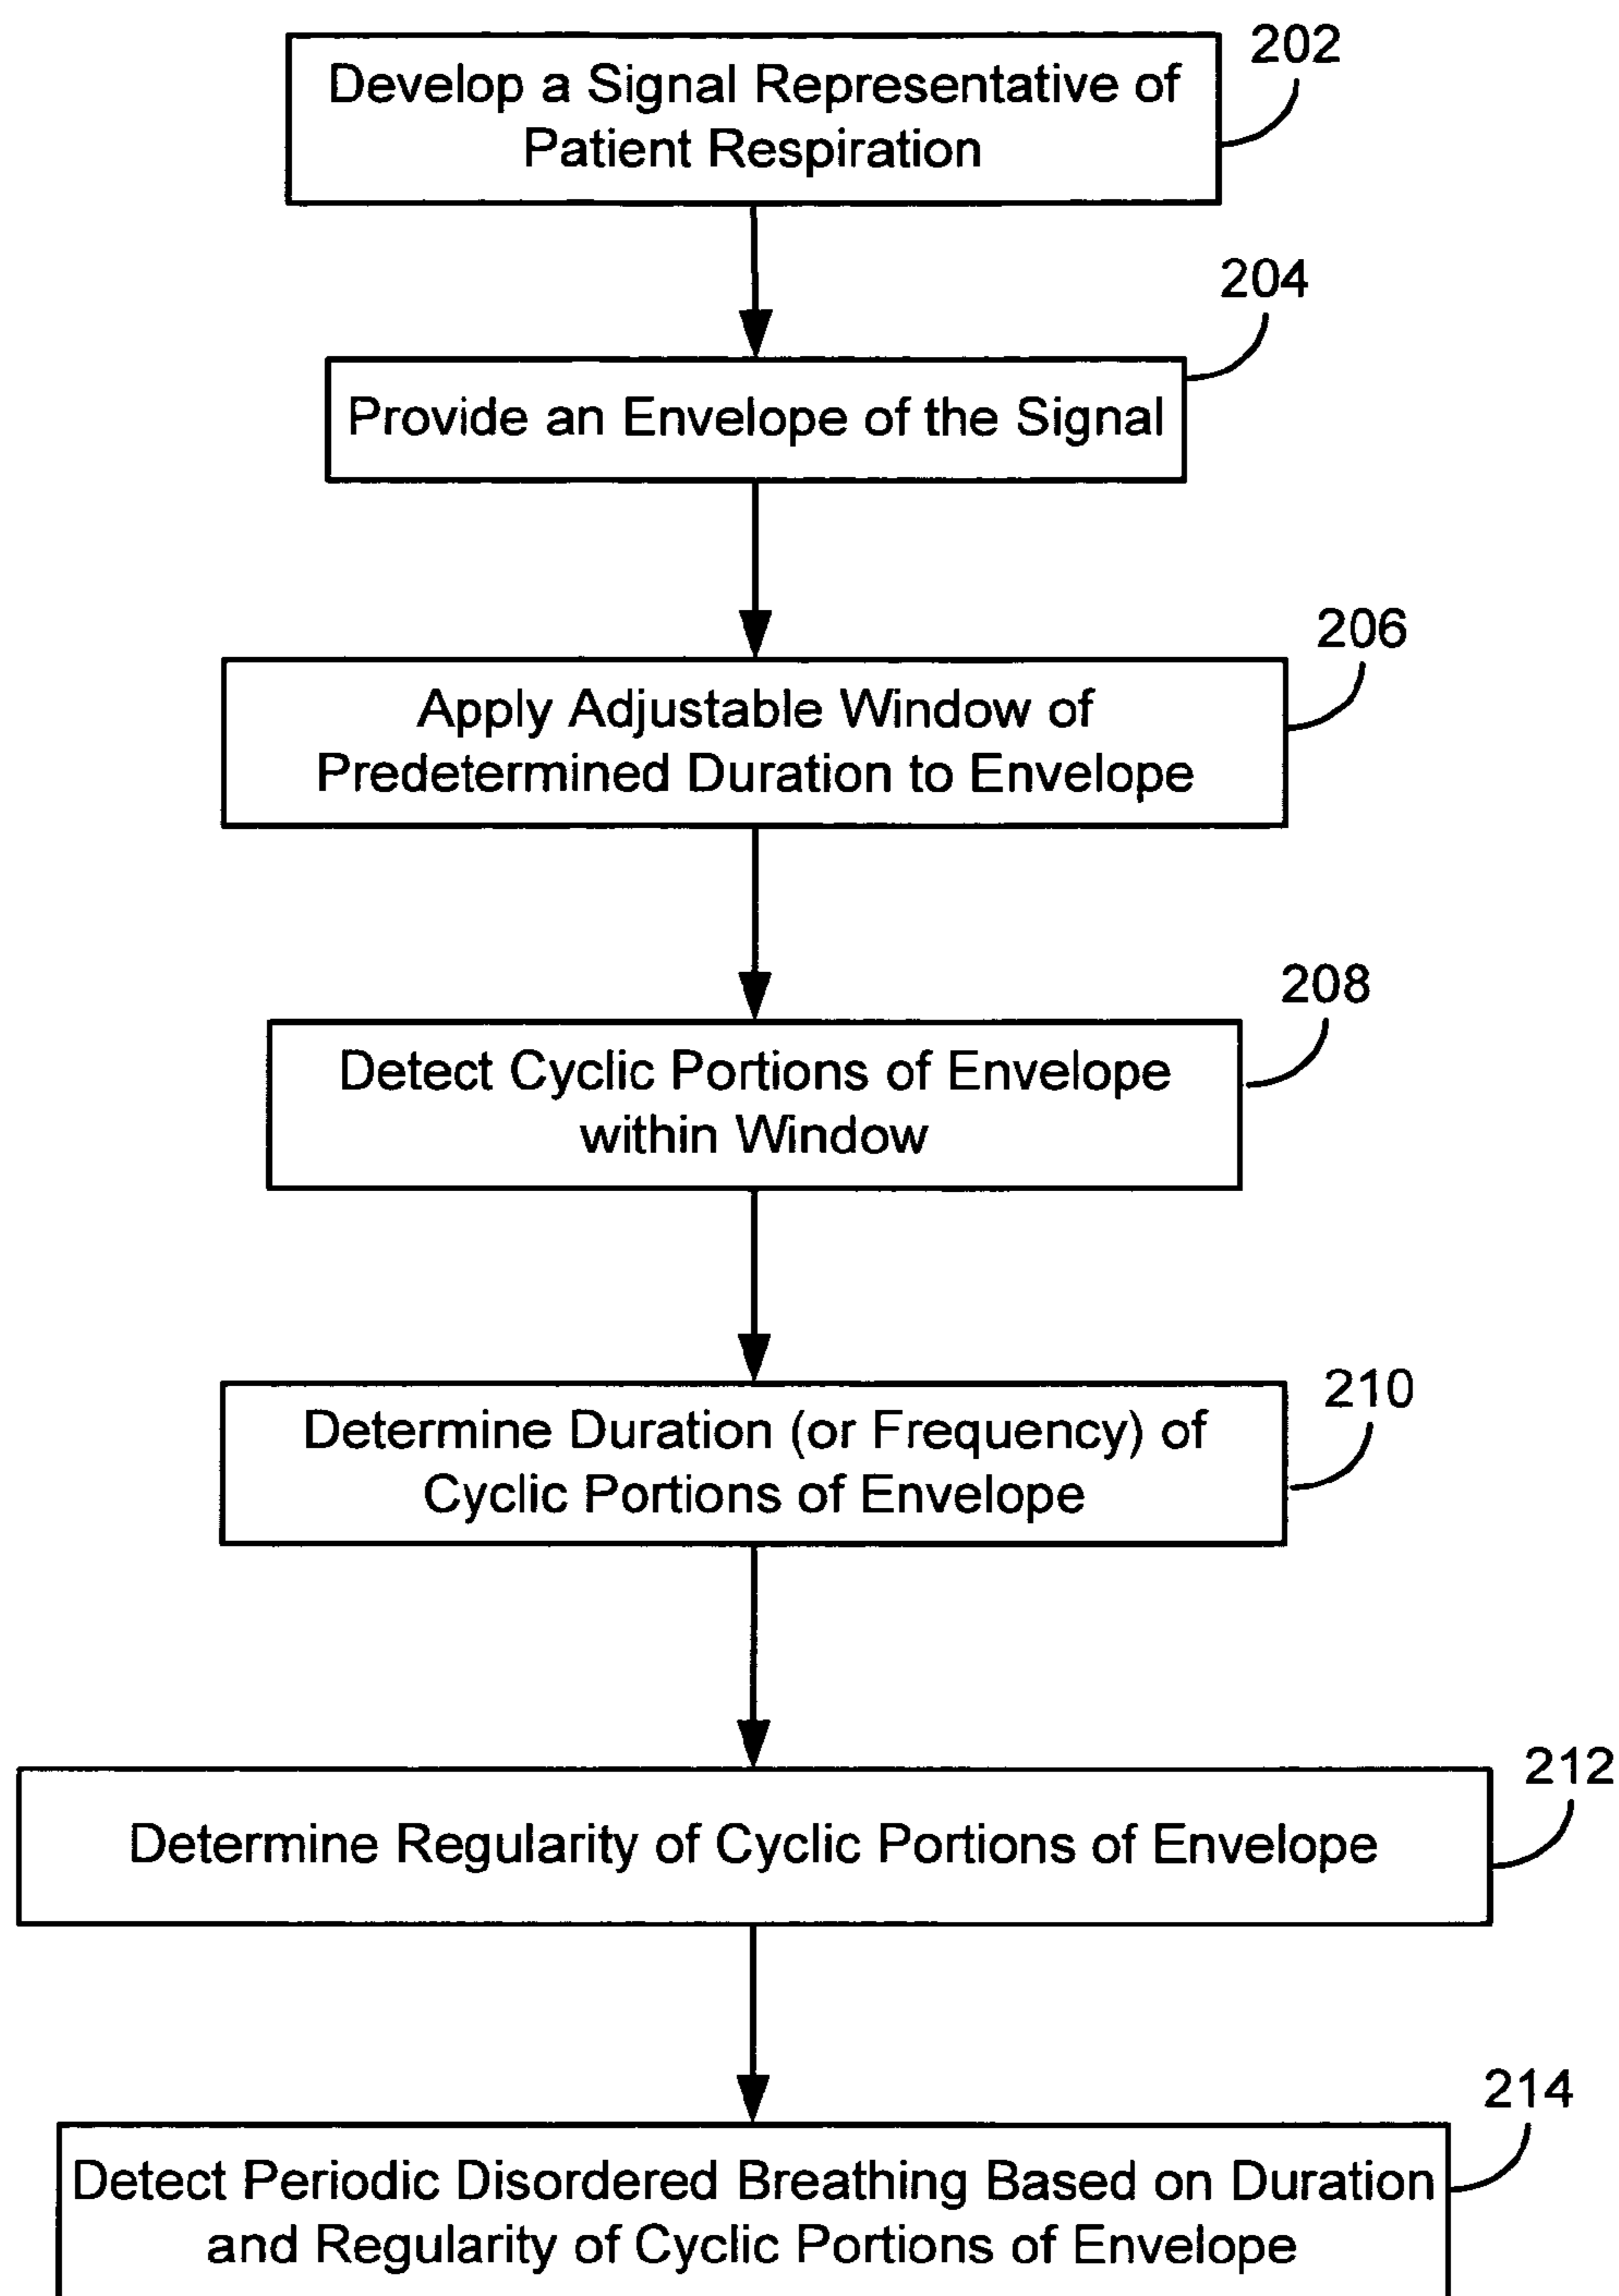 202
Develop a Signal Representative of
Patient Respiration
204
Provide an Envelope of the Signal
206
Apply Adjustable Window of
Predetermined Duration to Envelope
208
Detect Cyclic Portions of Envelope
within Window
210
Determine Duration (or Frequency) of
Cyclic Portions of Envelope
212
Determine Regularity of Cyclic Portions of Envelope
214
Detect Periodic Disordered Breathing Based on Duration
and Regularity of Cyclic Portions of Envelope